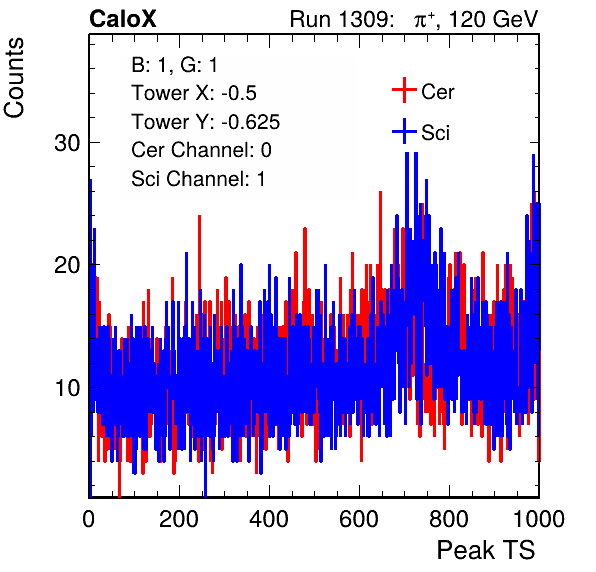 CaloX Run 1309: π⁺, 120 GeV
Counts
B: 1, G: 1
Tower X: -0.5
Tower Y: -0.625
Cer Channel: 0
Sci Channel: 1
Cer
Sci
30
20
10
0 200 400 600 800 1000
Peak TS